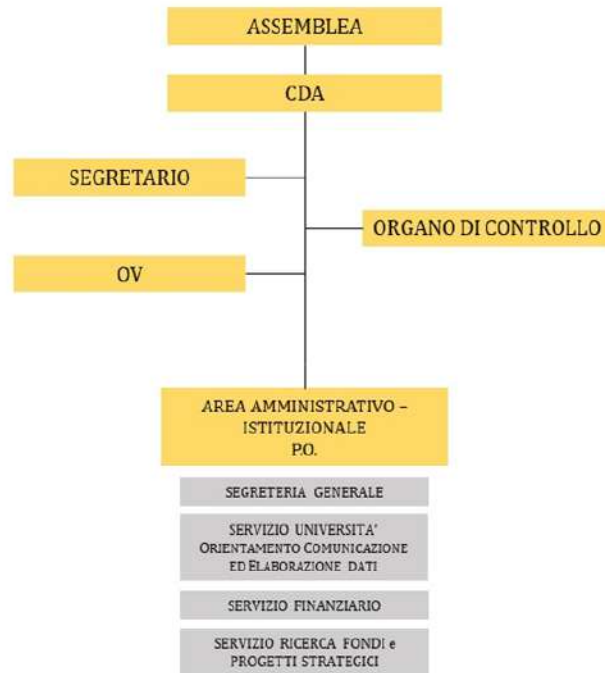 ASSEMBLEA
CDA
SEGRETARIO
ORGANO DI CONTROLLO
OV
AREA AMMINISTRATIVO –
ISTITUZIONALE
P.O.
SEGRETERIA GENERALE
SERVIZIO UNIVERSITA’
ORIENTAMENTO COMUNICAZIONE
ED ELABORAZIONE DATI
SERVIZIO FINANZIARIO
SERVIZIO RICERCA FONDI e
PROGETTI STRATEGICI